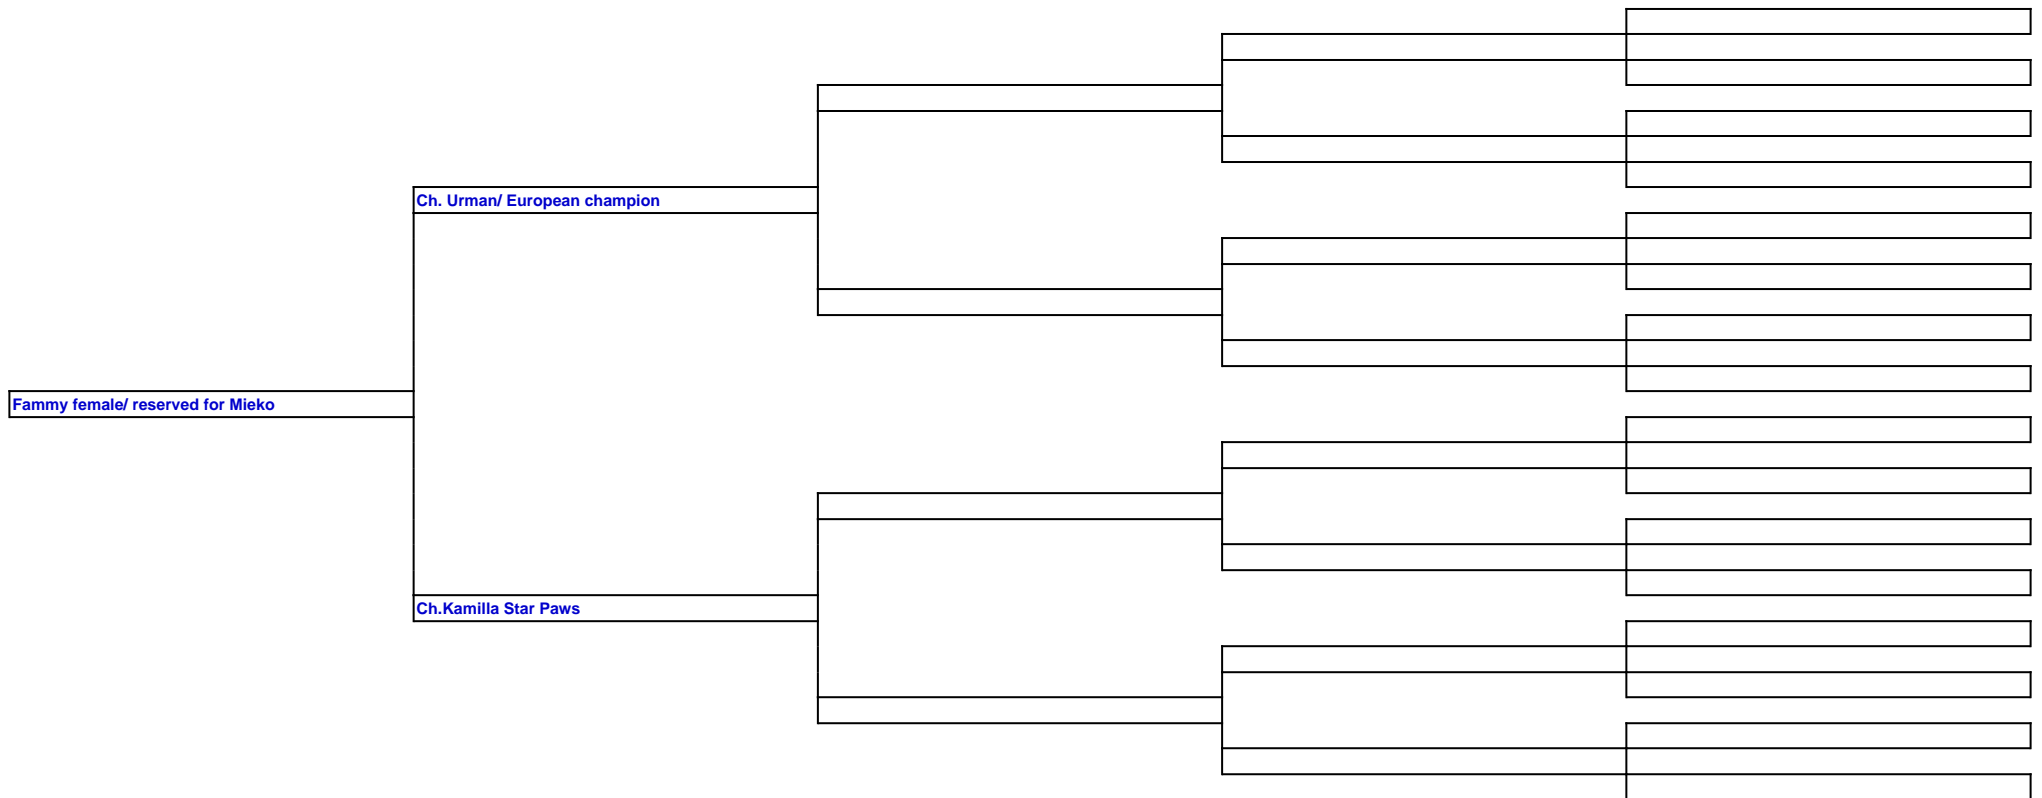 Ch. Urman/ European champion
Fammy female/ reserved for Mieko
Ch.Kamilla Star Paws